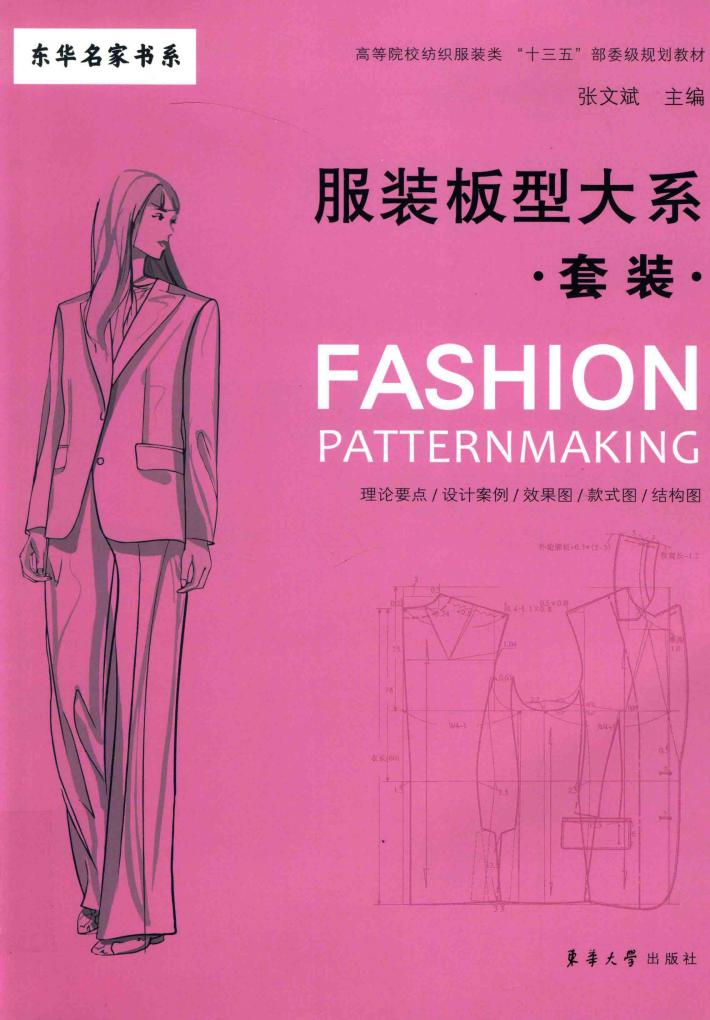 东华名家书系
高等院校纺织服装类 “十三五”部委级规划教材
张文斌 主编
服装板型大系
·套装·
FASHION
PATTERNMAKING
理论要点/设计案例/效果图/款式图/结构图
東華大學出版社